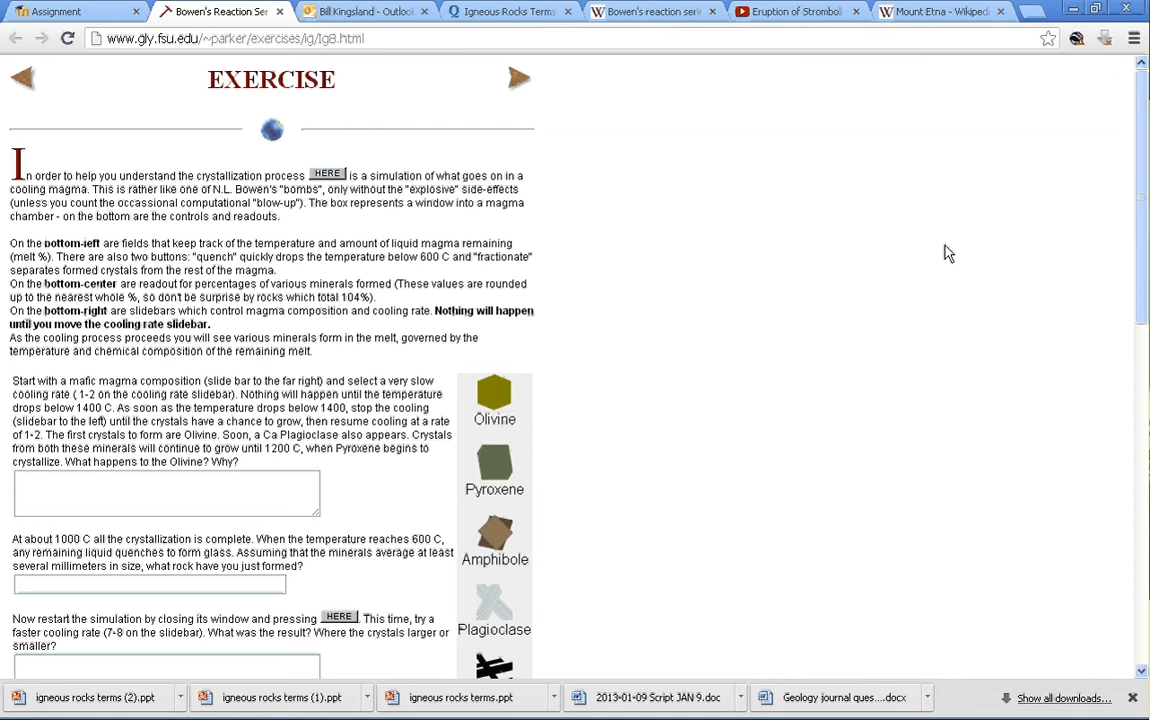 Assignment
Bowen's Reaction Ser
Bill Kingsland - Outlook
Igneous Rocks Terms
Bowen's reaction serie
Eruption of Strombol
Mount Etna - Wikiped
www.gly.fsu.edu/~parker/exercises/ig/Ig8.html
EXERCISE
In order to help you understand the crystallization process HERE is a simulation of what goes on in a
cooling magma. This is rather like one of N.L. Bowen's "bombs", only without the "explosive" side-effects
(unless you count the occassional computational "blow-up"). The box represents a window into a magma
chamber - on the bottom are the controls and readouts.
On the bottom-left are fields that keep track of the temperature and amount of liquid magma remaining
(melt %). There are also two buttons: "quench" quickly drops the temperature below 600 C and "fractionate"
separates formed crystals from the rest of the magma.
On the bottom-center are readout for percentages of various minerals formed (These values are rounded
up to the nearest whole %, so don't be surprise by rocks which total 104%).
On the bottom-right are slidebars which control magma composition and cooling rate. Nothing will happen
until you move the cooling rate slidebar.
As the cooling process proceeds you will see various minerals form in the melt, governed by the
temperature and chemical composition of the remaining melt.
Start with a mafic magma composition (slide bar to the far right) and select a very slow
cooling rate ( 1-2 on the cooling rate slidebar). Nothing will happen until the temperature
drops below 1400 C. As soon as the temperature drops below 1400, stop the cooling
(slidebar to the left) until the crystals have a chance to grow, then resume cooling at a rate
of 1-2. The first crystals to form are Olivine. Soon, a Ca Plagioclase also appears. Crystals
from both these minerals will continue to grow until 1200 C, when Pyroxene begins to
crystallize. What happens to the Olivine? Why?
At about 1000 C all the crystallization is complete. When the temperature reaches 600 C,
any remaining liquid quenches to form glass. Assuming that the minerals average at least
several millimeters in size, what rock have you just formed?
Now restart the simulation by closing its window and pressing HERE. This time, try a
faster cooling rate (7-8 on the slidebar). What was the result? Where the crystals larger or
smaller?
Olivine
Pyroxene
Amphibole
Plagioclase
igneous rocks terms (2).ppt
igneous rocks terms (1).ppt
igneous rocks terms.ppt
2013-01-09 Script JAN 9.doc
Geology journal ques....docx
Show all downloads...